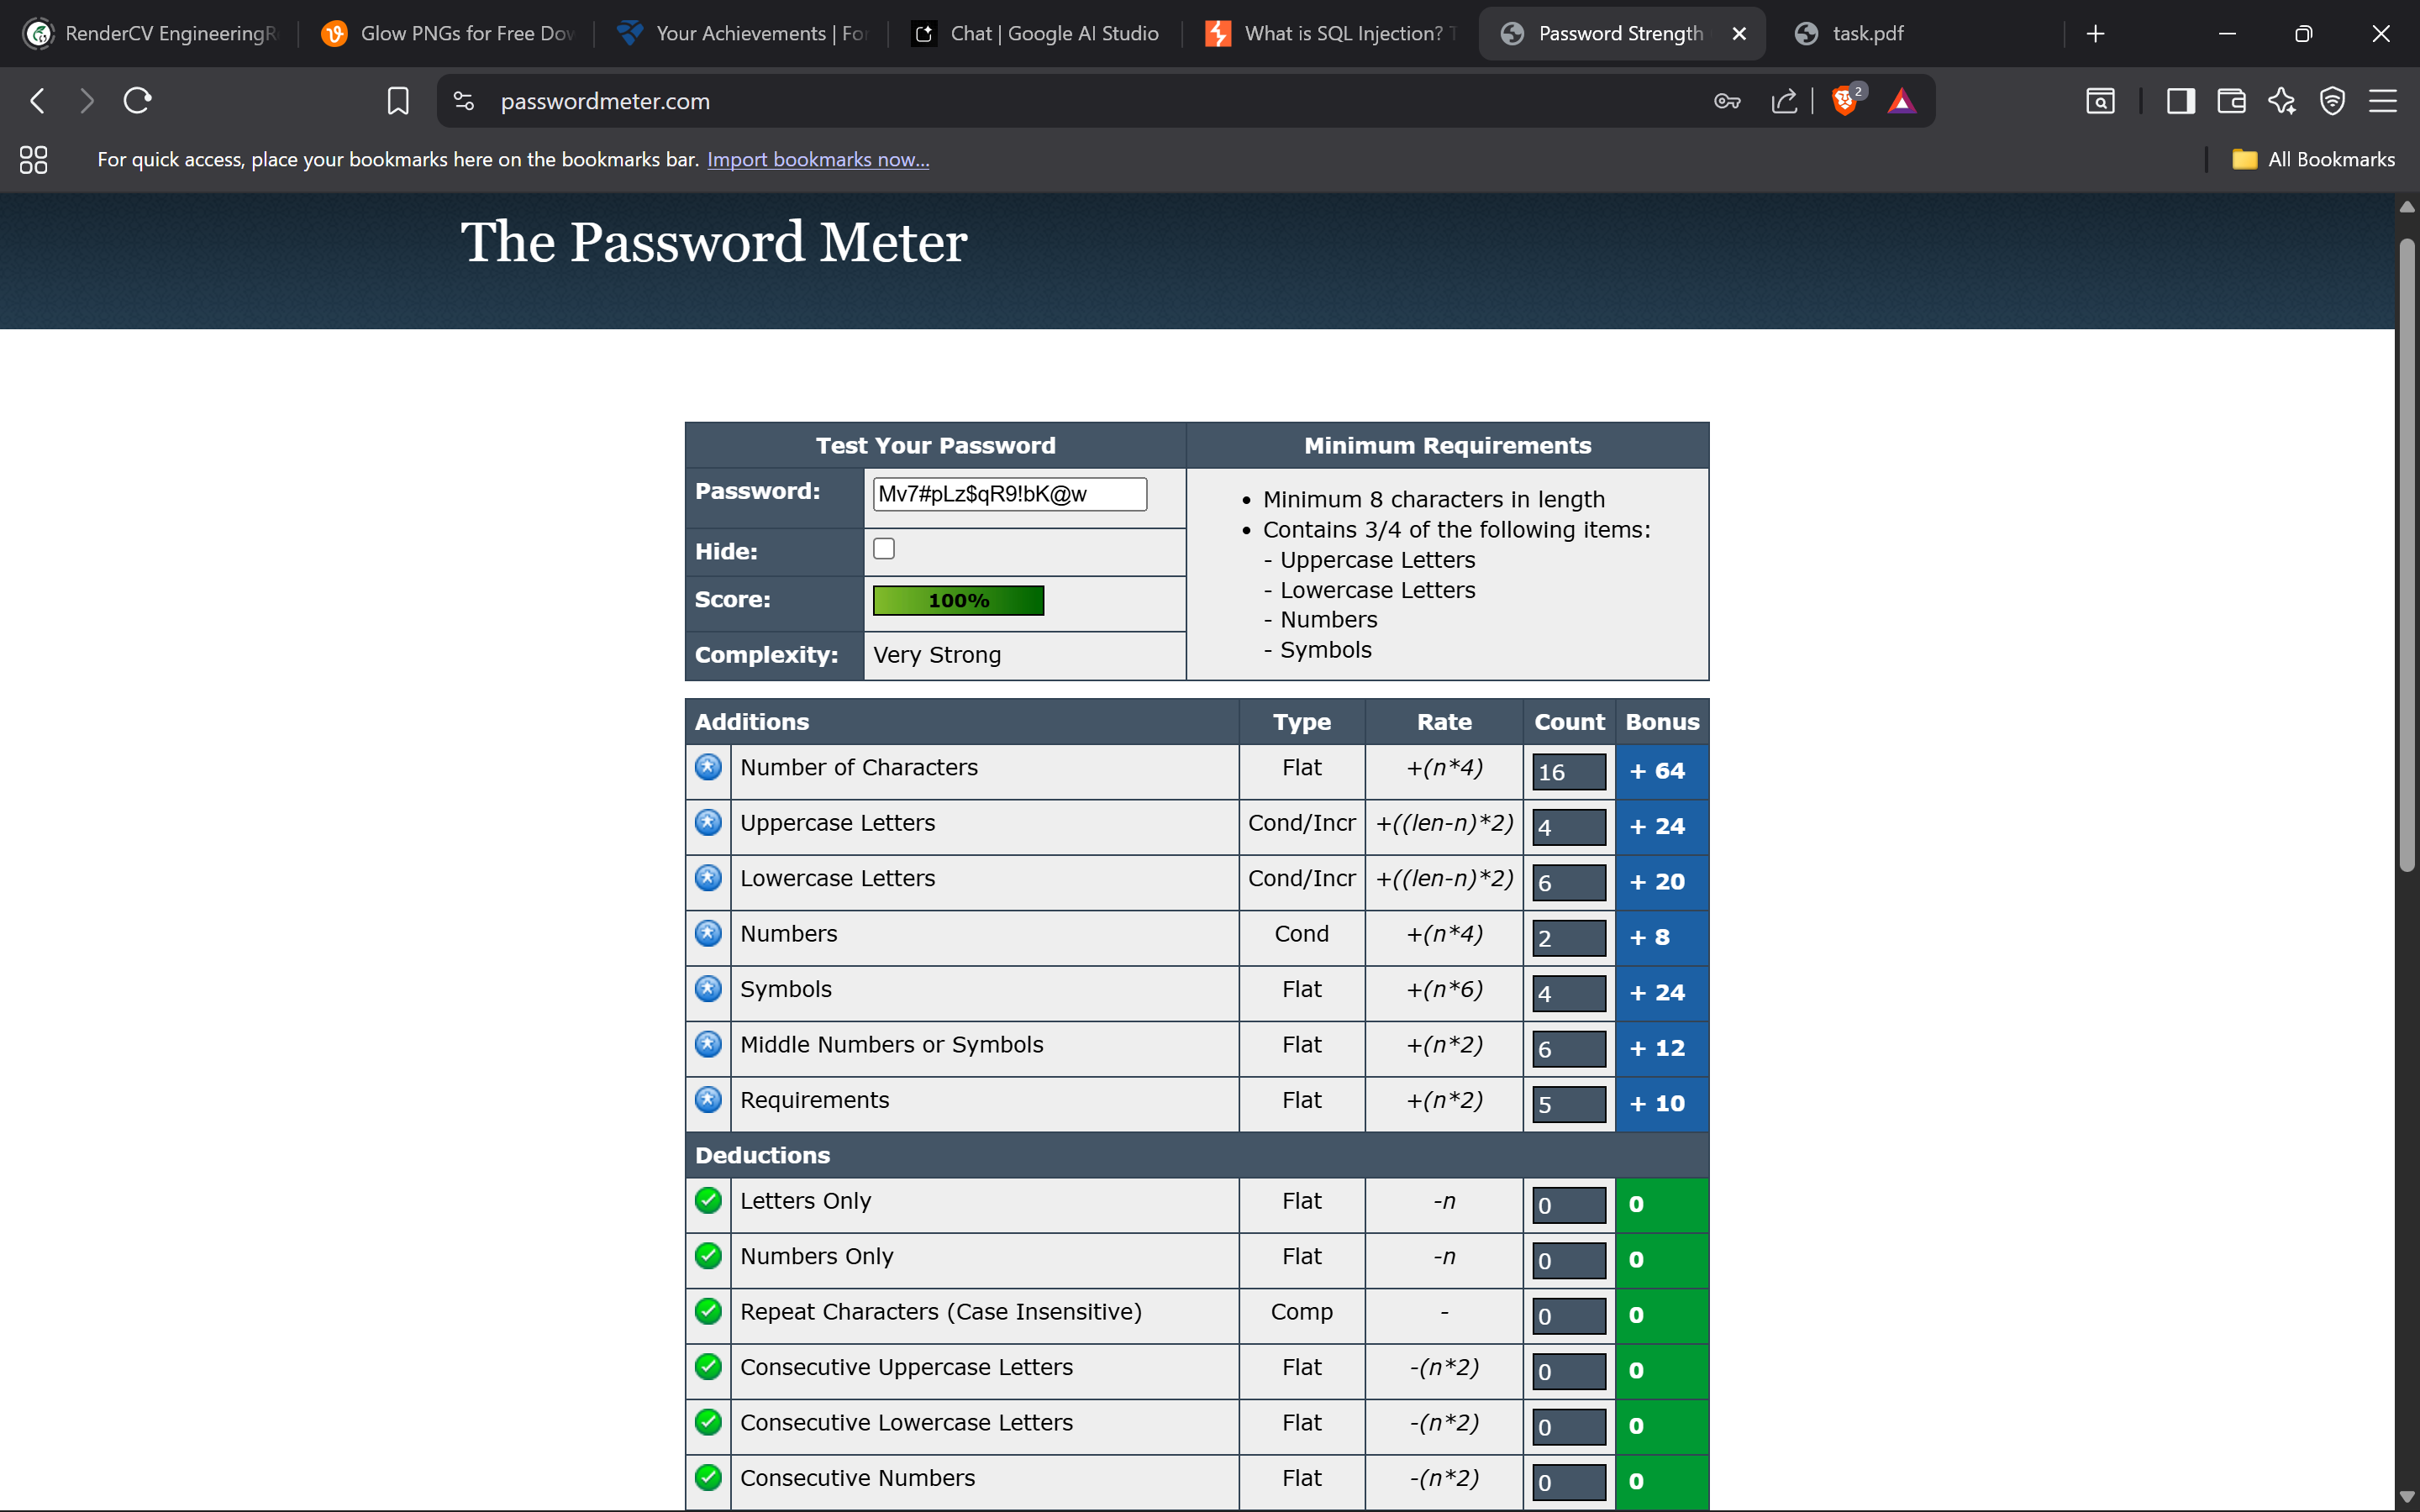 RenderCV EngineeringR
Glow PNGs for Free Dow
Your Achievements | For
Chat | Google AI Studio
What is SQL Injection? T
Password Strength
task.pdf
passwordmeter.com
2
For quick access, place your bookmarks here on the bookmarks bar. Import bookmarks now...
All Bookmarks
The Password Meter
Test Your Password Minimum Requirements
Password: Mv7#pLz$qR9!bK@w
Hide:
Score: 100%
Complexity: Very Strong
• Minimum 8 characters in length
• Contains 3/4 of the following items:
- Uppercase Letters
- Lowercase Letters
- Numbers
- Symbols
Additions Type Rate Count Bonus
Number of Characters Flat +(n*4) 16 + 64
Uppercase Letters Cond/Incr +((len-n)*2) 4 + 24
Lowercase Letters Cond/Incr +((len-n)*2) 6 + 20
Numbers Cond +(n*4) 2 + 8
Symbols Flat +(n*6) 4 + 24
Middle Numbers or Symbols Flat +(n*2) 6 + 12
Requirements Flat +(n*2) 5 + 10
Deductions
Letters Only Flat -n 0 0
Numbers Only Flat -n 0 0
Repeat Characters (Case Insensitive) Comp - 0 0
Consecutive Uppercase Letters Flat -(n*2) 0 0
Consecutive Lowercase Letters Flat -(n*2) 0 0
Consecutive Numbers Flat -(n*2) 0 0